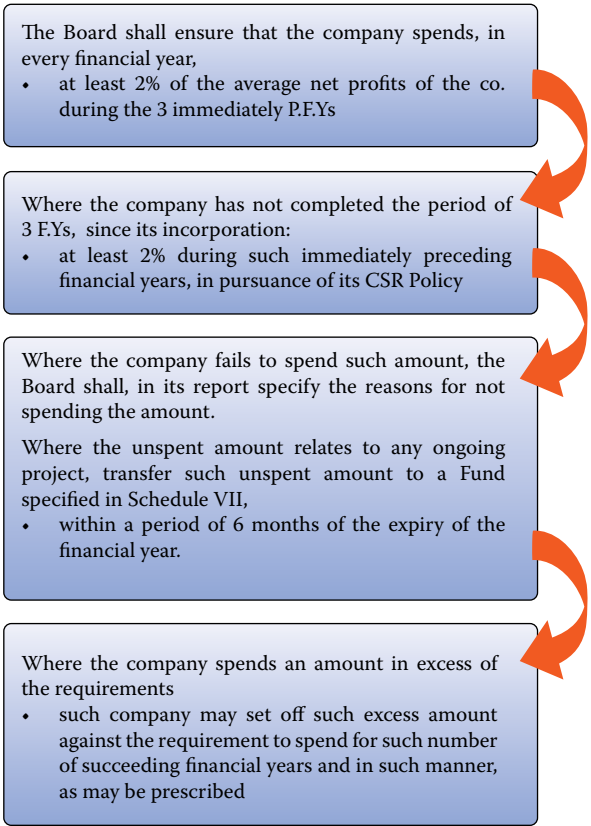 The Board shall ensure that the company spends, in
every financial year,
• at least 2% of the average net profits of the co.
during the 3 immediately P.F.Ys
Where the company has not completed the period of
3 F.Ys, since its incorporation:
• at least 2% during such immediately preceding
financial years, in pursuance of its CSR Policy
Where the company fails to spend such amount, the
Board shall, in its report specify the reasons for not
spending the amount.
Where the unspent amount relates to any ongoing
project, transfer such unspent amount to a Fund
specified in Schedule VII,
• within a period of 6 months of the expiry of the
financial year.
Where the company spends an amount in excess of
the requirements
• such company may set off such excess amount
against the requirement to spend for such number
of succeeding financial years and in such manner,
as may be prescribed